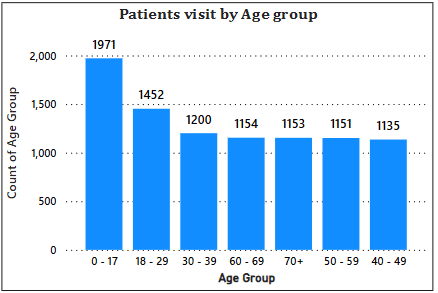 Patients visit by Age group
Count of Age Group
2,000
1,500
1,000
500
0
1971
1452
1200
1154
1153
1151
1135
0 - 17
18 - 29
30 - 39
60 - 69
70+
50 - 59
40 - 49
Age Group